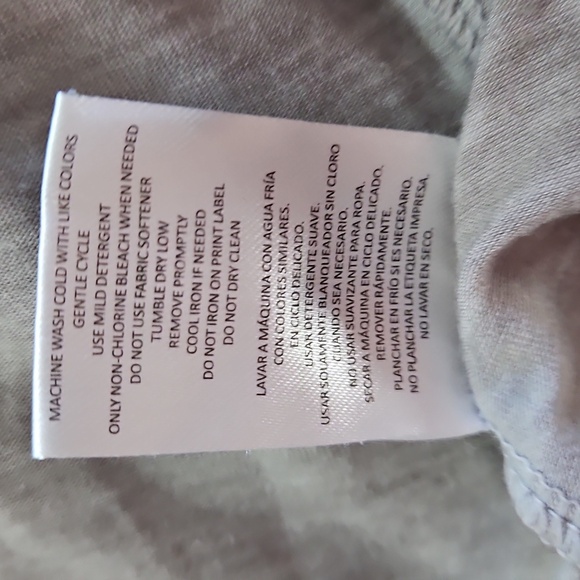 MACHINE WASH COLD WITH LIKE COLORS
GENTLE CYCLE
USE MILD DETERGENT
ONLY NON-CHLORINE BLEACH WHEN NEEDED
DO NOT USE FABRIC SOFTENER
TUMBLE DRY LOW
REMOVE PROMPTLY
COOL IRON IF NEEDED
DO NOT IRON ON PRINT LABEL
DO NOT DRY CLEAN
LAVAR A MÁQUINA CON AGUA FRÍA
CON COLORES SIMILARES.
EN CICLO DELICADO.
USAR DETERGENTE SUAVE.
USAR SOLAMENTE BLANQUEADOR SIN CLORO
CUANDO SEA NECESARIO.
NO USAR SUAVIZANTE PARA ROPA.
SECAR A MÁQUINA EN CICLO DELICADO.
REMOVER RÁPIDAMENTE.
PLANCHAR EN FRÍO SI ES NECESARIO.
NO PLANCHAR LA ETIQUETA IMPRESA.
NO LAVAR EN SECO.